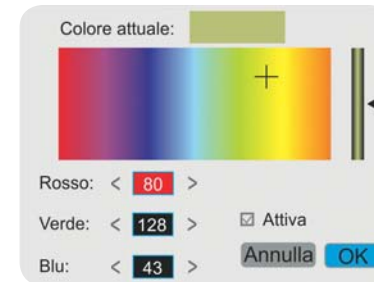 Colore attuale:
Rosso: < 80 >
Verde: < 128 > Attiva
Blu: < 43 > Annulla OK